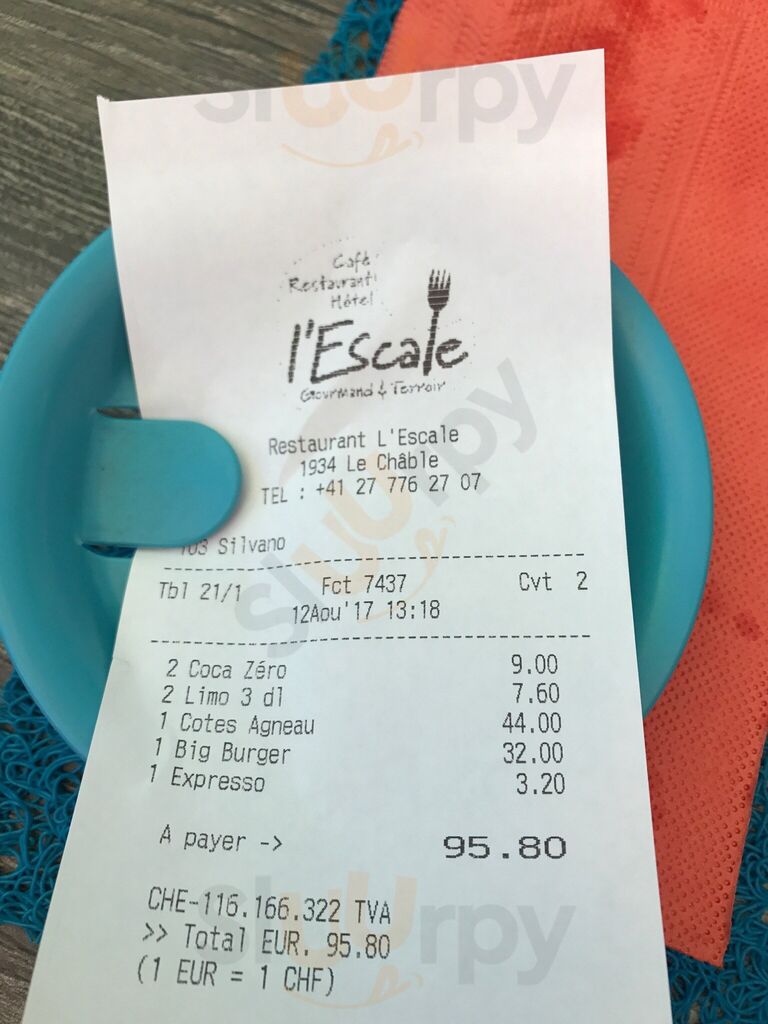 Sluurpy
Café
Restaurant
Hôtel
l'Escale
Gourmand & Terroir
Restaurant L'Escale
1934 Le Châble
TEL : +41 27 776 27 07
103 Silvano
Tbl 21/1 Fct 7437 Cvt 2
12Aou'17 13:18
2 Coca Zéro 9.00
2 Limo 3 dl 7.60
1 Cotes Agneau 44.00
1 Big Burger 32.00
1 Expresso 3.20
A payer -> 95.80
CHE-116.166.322 TVA
>> Total EUR. 95.80
(1 EUR = 1 CHF)
Sluurpy
Sluurpy